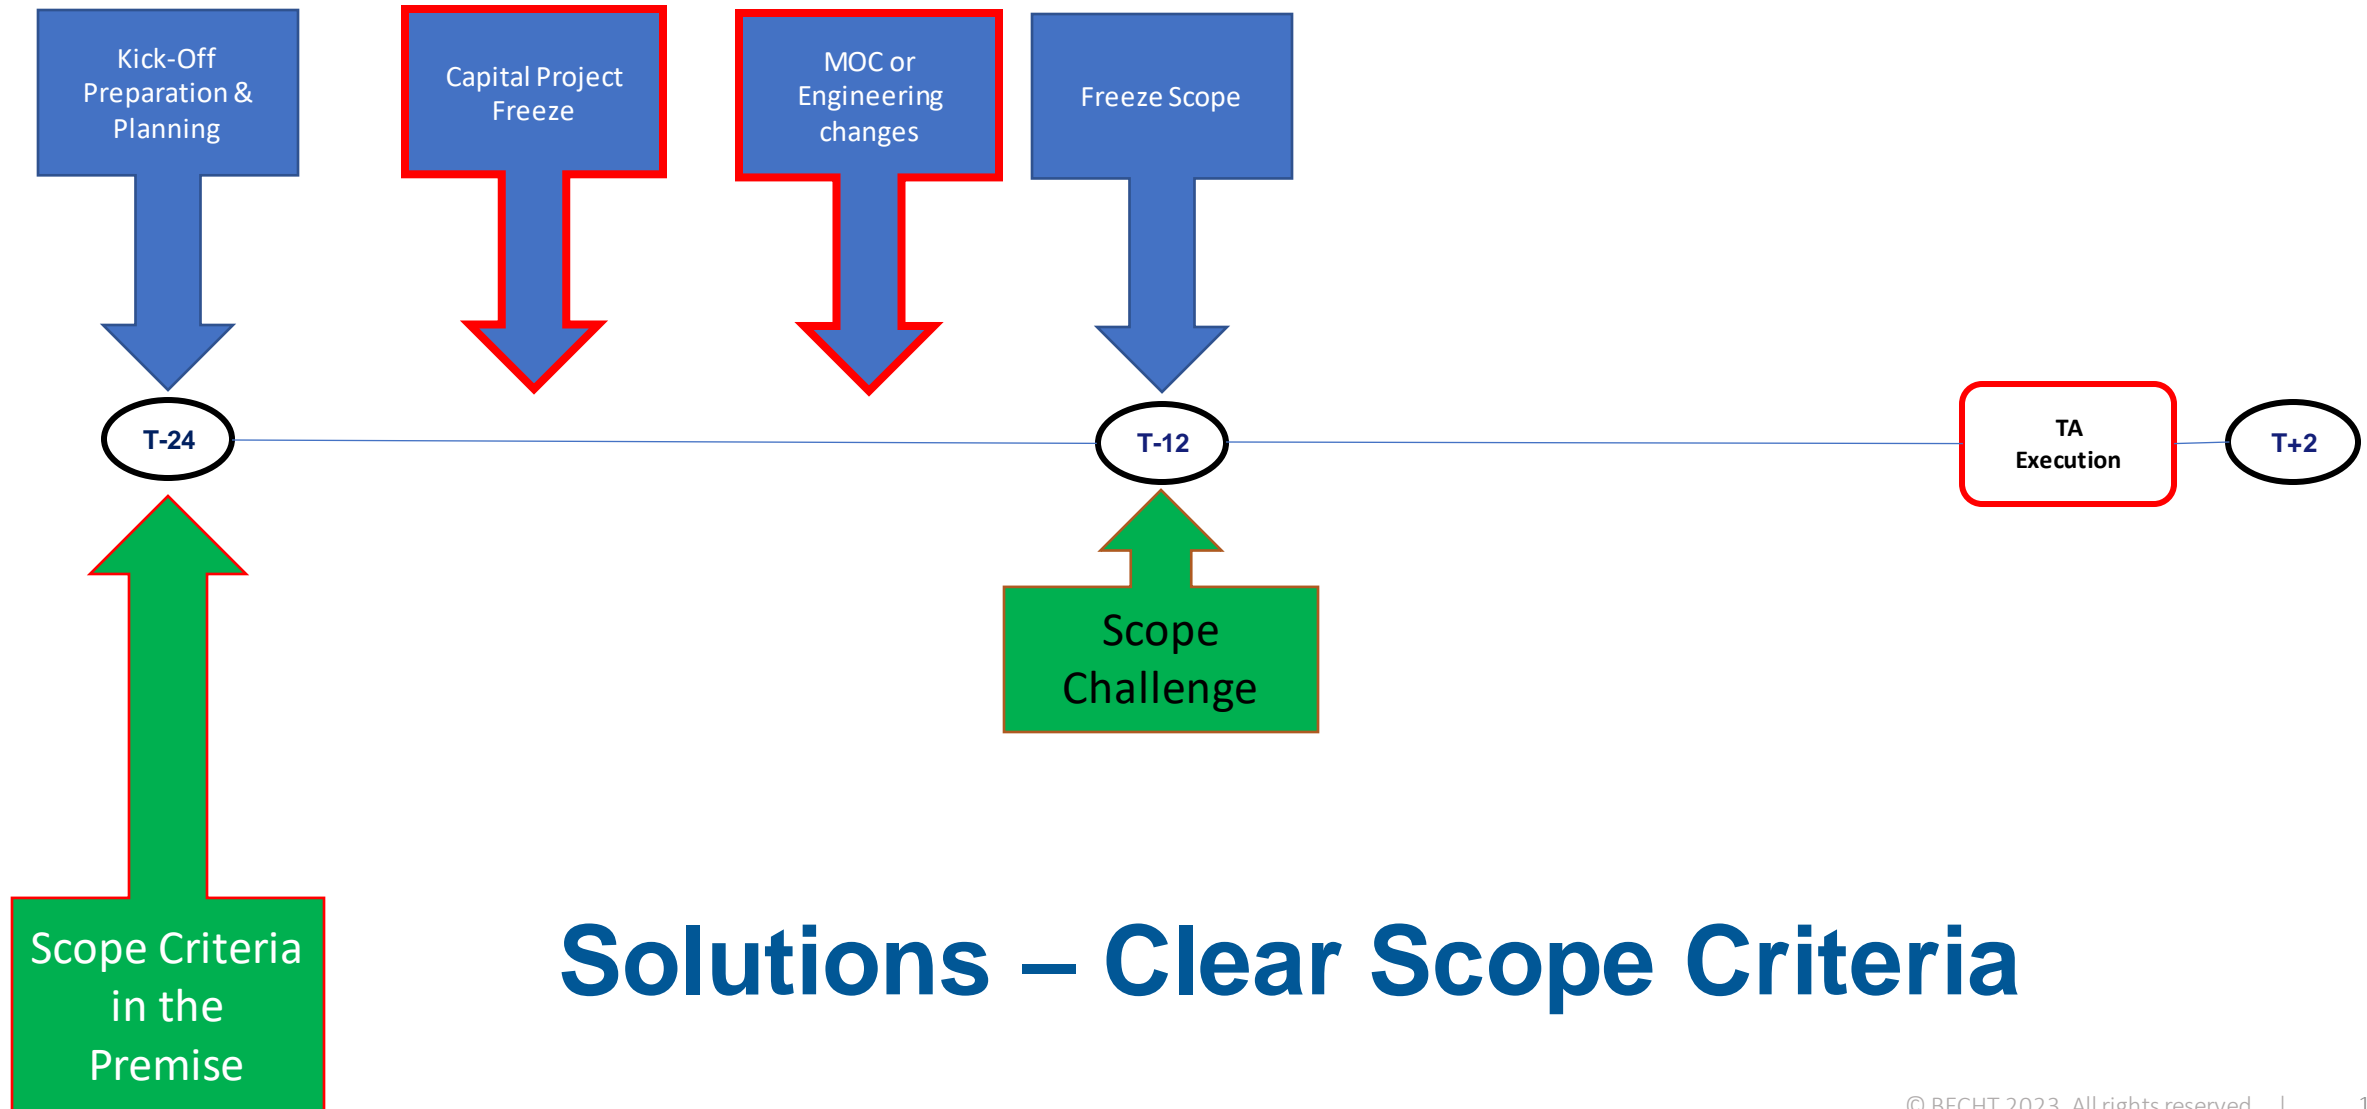 Kick-Off
Preparation &
Planning
Capital Project
Freeze
MOC or
Engineering
changes
Freeze Scope
T-24
T-12
TA
Execution
T+2
Scope
Challenge
Scope Criteria
in the
Premise
Solutions – Clear Scope Criteria
© BECHT 2023. All rights reserved. | 1